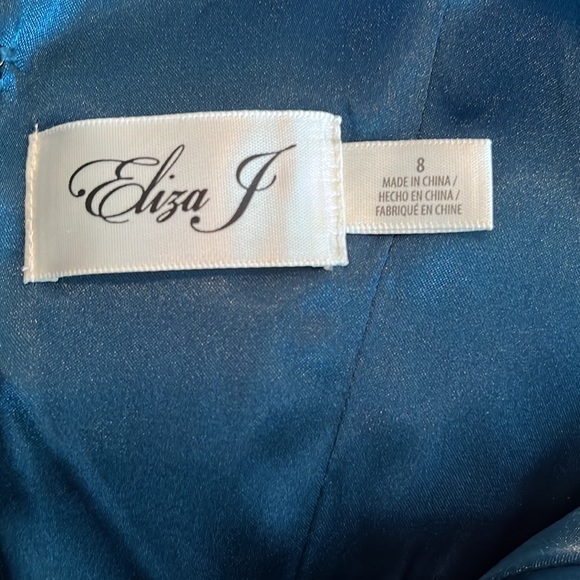 Eliza J
8
MADE IN CHINA /
HECHO EN CHINA /
FABRIQUÉ EN CHINE